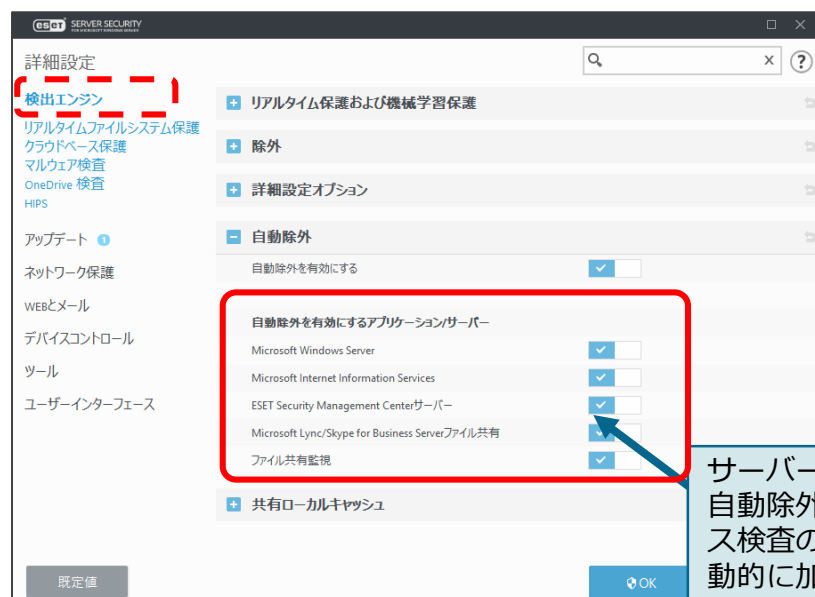 eset SERVER SECURITY
FOR MICROSOFT WINDOWS SERVER
詳細設定
検出エンジン
リアルタイムファイルシステム保護
クラウドベース保護
マルウェア検査
OneDrive 検査
HIPS
アップデート 1
ネットワーク保護
WEBとメール
デバイスコントロール
ツール
ユーザーインターフェース
リアルタイム保護および機械学習保護
除外
詳細設定オプション
自動除外
自動除外を有効にする
自動除外を有効にするアプリケーション/サーバー
Microsoft Windows Server
Microsoft Internet Information Services
ESET Security Management Centerサーバー
Microsoft Lync/Skype for Business Serverファイル共有
ファイル共有監視
共有ローカルキャッシュ
サーバー
自動除外
ス検査の
動的に加
既定値
OK